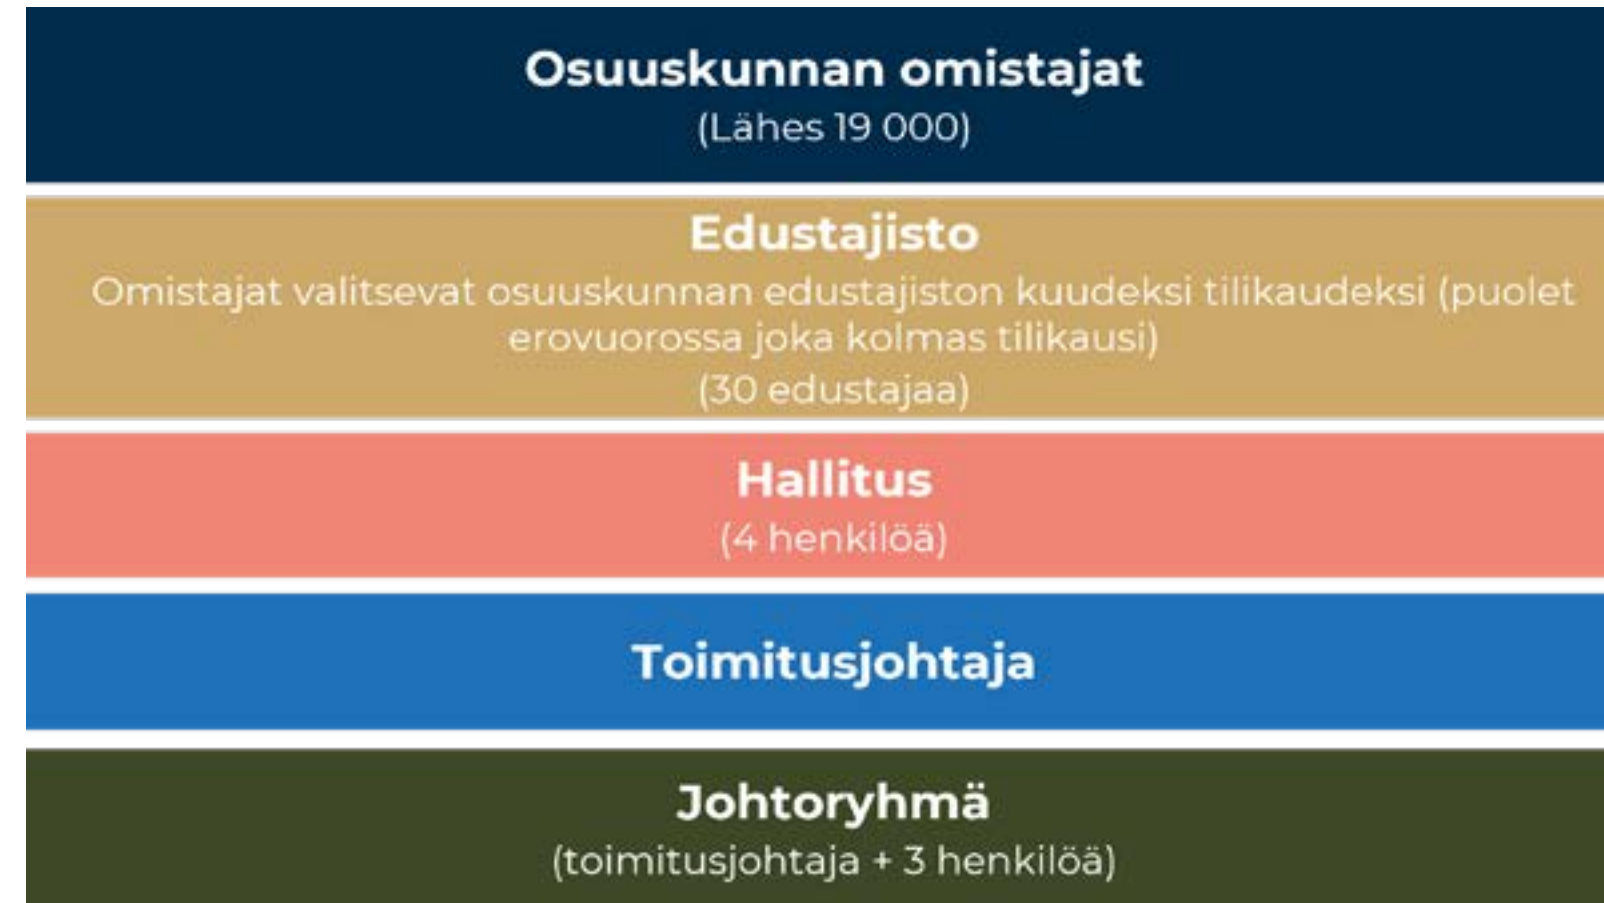 Osuuskunnan omistajat
(Lähes 19 000)
Edustajisto
Omistajat valitsevat osuuskunnan edustajiston kuudeksi tilikaudeksi (puolet
erovuorossa joka kolmas tilikausi)
(30 edustajaa)
Hallitus
(4 henkilöä)
Toimitusjohtaja
Johtoryhmä
(toimitusjohtaja + 3 henkilöä)